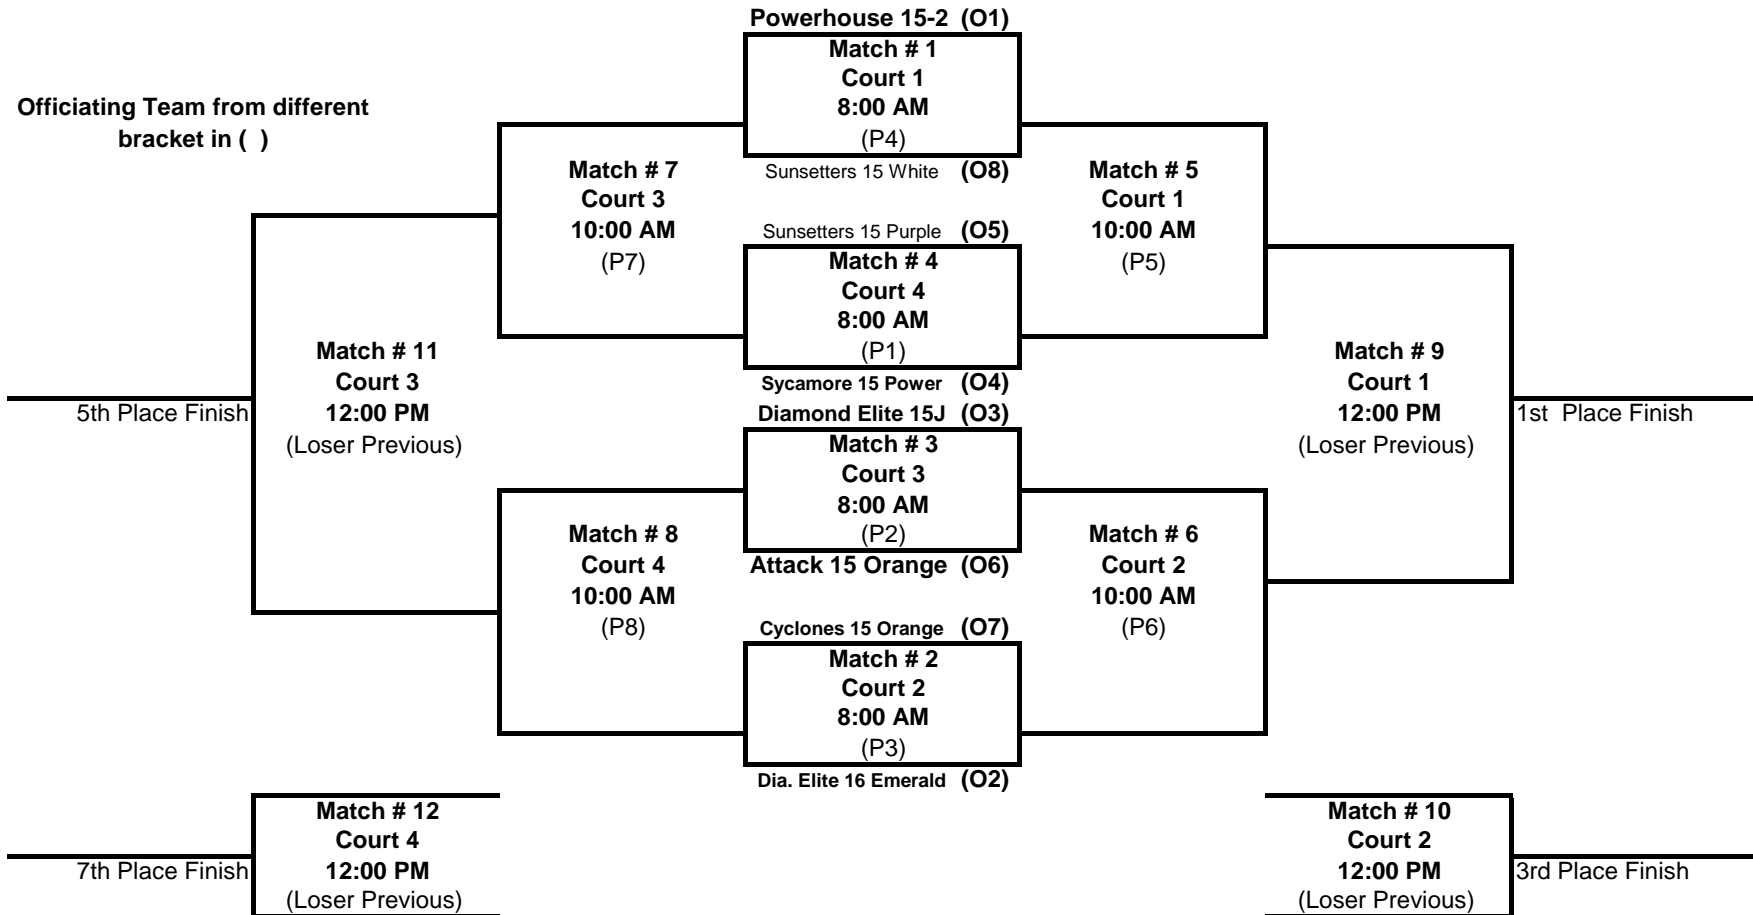 Powerhouse 15-2 (O1)
Match # 1
Court 1
8:00 AM
(P4)
Sunsetters 15 White (O8)
Officiating Team from different
bracket in ( )
Match # 7
Court 3
10:00 AM
(P7)
Match # 5
Court 1
10:00 AM
(P5)
Sunsetters 15 Purple (O5)
Match # 4
Court 4
8:00 AM
(P1)
Sycamore 15 Power (O4)
Match # 11
Court 3
12:00 PM
(Loser Previous)
5th Place Finish
Match # 9
Court 1
12:00 PM
(Loser Previous)
1st Place Finish
Diamond Elite 15J (O3)
Match # 3
Court 3
8:00 AM
(P2)
Attack 15 Orange (O6)
Match # 8
Court 4
10:00 AM
(P8)
Match # 6
Court 2
10:00 AM
(P6)
Cyclones 15 Orange (O7)
Match # 2
Court 2
8:00 AM
(P3)
Dia. Elite 16 Emerald (O2)
Match # 12
Court 4
12:00 PM
(Loser Previous)
7th Place Finish
Match # 10
Court 2
12:00 PM
(Loser Previous)
3rd Place Finish